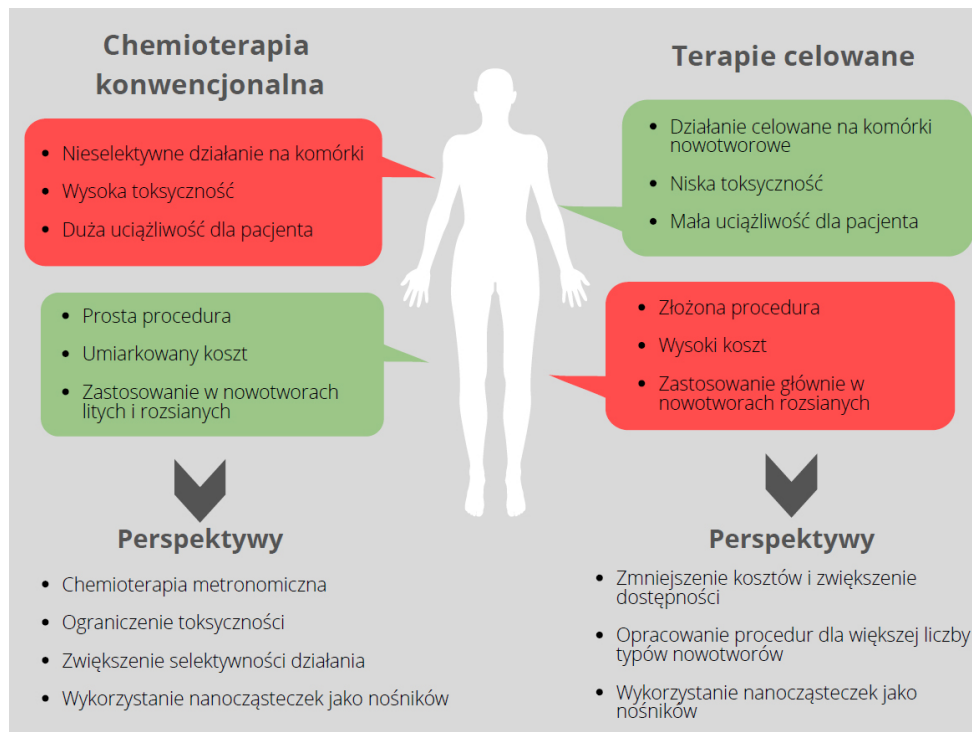 Chemioterapia
konwencjonalna
Nieselektywne działanie na komórki
Wysoka toksyczność
Duża uciążliwość dla pacjenta
Prosta procedura
Umiarkowany koszt
Zastosowanie w nowotworach
litych i rozsianych
Perspektywy
Chemioterapia metronomiczna
Ograniczenie toksyczności
Zwiększenie selektywności działania
Wykorzystanie nanocząsteczek jako nośników
Terapie celowane
Działanie celowane na komórki
nowotworowe
Niska toksyczność
Mała uciążliwość dla pacjenta
Złożona procedura
Wysoki koszt
Zastosowanie głównie w
nowotworach rozsianych
Perspektywy
Zmniejszenie kosztów i zwiększenie
dostępności
Opracowanie procedur dla większej liczby
typów nowotworów
Wykorzystanie nanocząsteczek jako
nośników